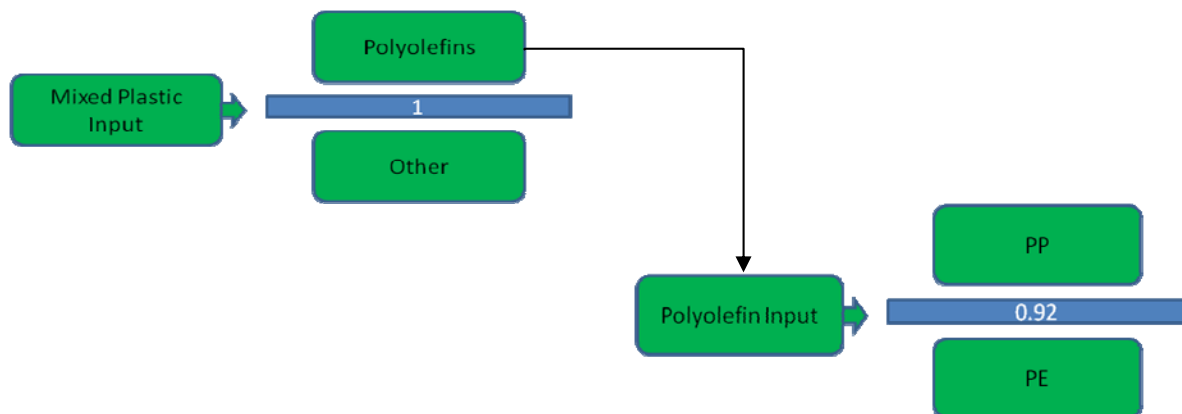 Polyolefins
Mixed Plastic
Input
1
Other
PP
Polyolefin Input
0.92
PE